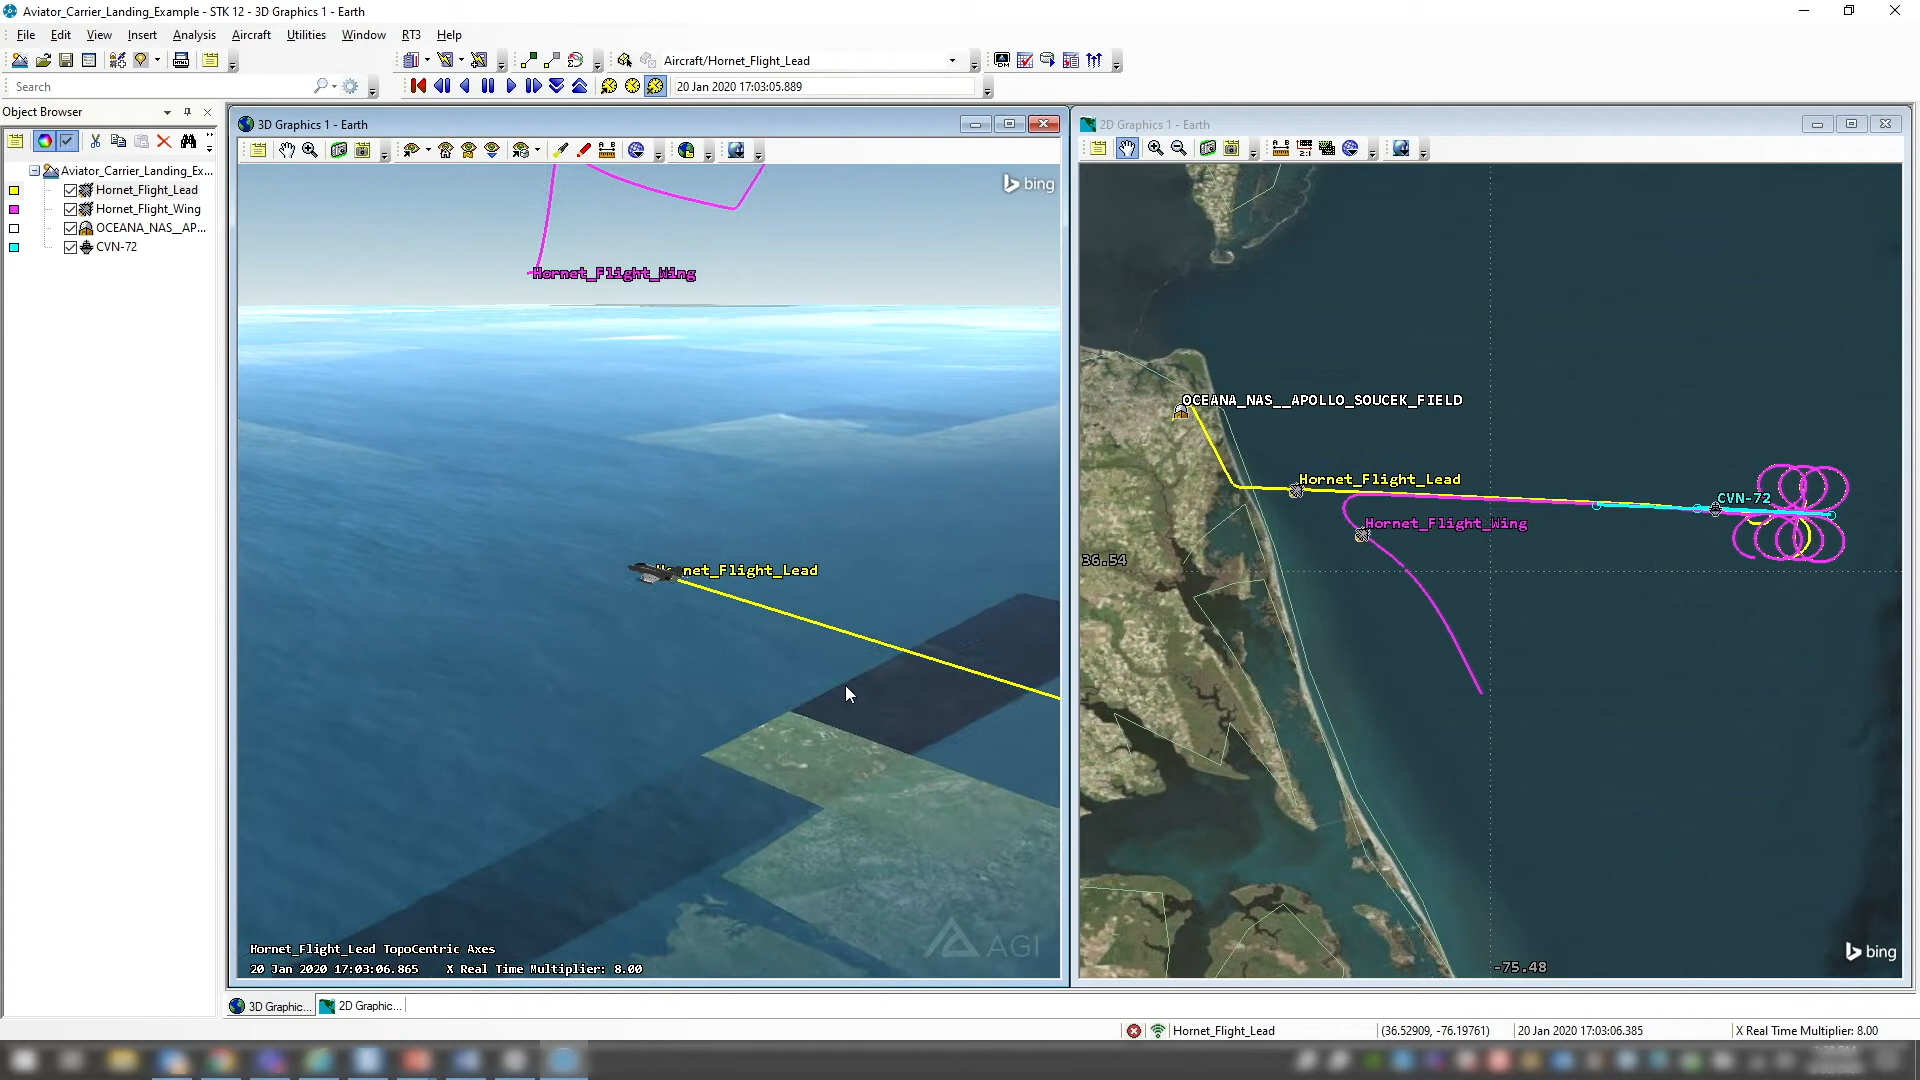 Aviator_Carrier_Landing_Example - STK 12 - 3D Graphics 1 - Earth
File Edit View Insert Analysis Aircraft Utilities Window RT3 Help
Aircraft/Hornet_Flight_Lead
Search
20 Jan 2020 17:03:05.889
Object Browser
Aviator_Carrier_Landing_Ex...
Hornet_Flight_Lead
Hornet_Flight_Wing
OCEANA_NAS__AP...
CVN-72
3D Graphics 1 - Earth
bing
Hornet_Flight_Wing
Hornet_Flight_Lead
AGI
Hornet_Flight_Lead TopoCentric Axes
20 Jan 2020 17:03:06.865 X Real Time Multiplier: 8.00
2D Graphics 1 - Earth
OCEANA_NAS__APOLLO_SOUCEK_FIELD
Hornet_Flight_Lead
CVN-72
Hornet_Flight_Wing
36.54
bing
-75.48
3D Graphic...
2D Graphic...
Hornet_Flight_Lead
(36.52909, -76.19761)
20 Jan 2020 17:03:06.385
X Real Time Multiplier: 8.00